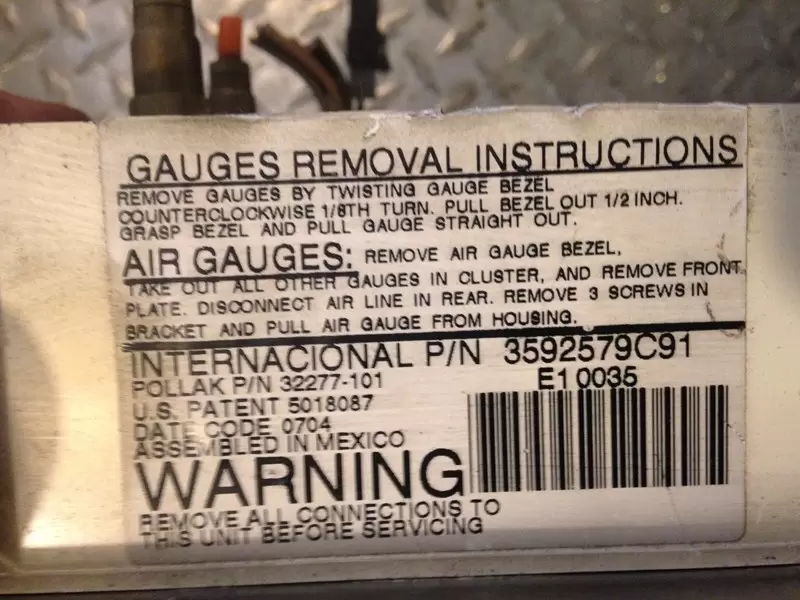 GAUGES REMOVAL INSTRUCTIONS
REMOVE GAUGES BY TWISTING GAUGE BEZEL
COUNTERCLOCKWISE 1/8TH TURN. PULL BEZEL OUT 1/2 INCH.
GRASP BEZEL AND PULL GAUGE STRAIGHT OUT.
AIR GAUGES: REMOVE AIR GAUGE BEZEL,
TAKE OUT ALL OTHER GAUGES IN CLUSTER, AND REMOVE FRONT
PLATE. DISCONNECT AIR LINE IN REAR. REMOVE 3 SCREWS IN
BRACKET AND PULL AIR GAUGE FROM HOUSING.
INTERNACIONAL P/N 3592579C91
POLLAK P/N 32277-101 E10035
U.S. PATENT 5018087
DATE CODE 0704
ASSEMBLED IN MEXICO
WARNING
REMOVE ALL CONNECTIONS TO
THIS UNIT BEFORE SERVICING